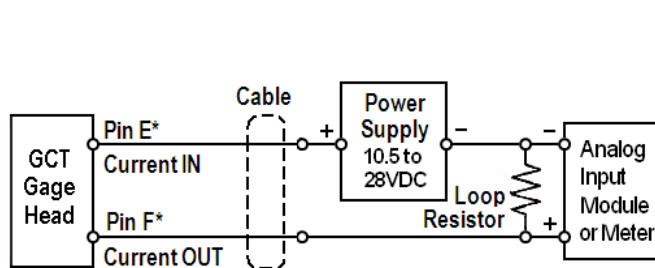 Cable
Pin E*
Current IN
GCT
Gage
Head
Pin F*
Current OUT
+
Power
Supply
10.5 to
28VDC
−
Loop
Resistor
−
+
Analog
Input
Module
or Meter